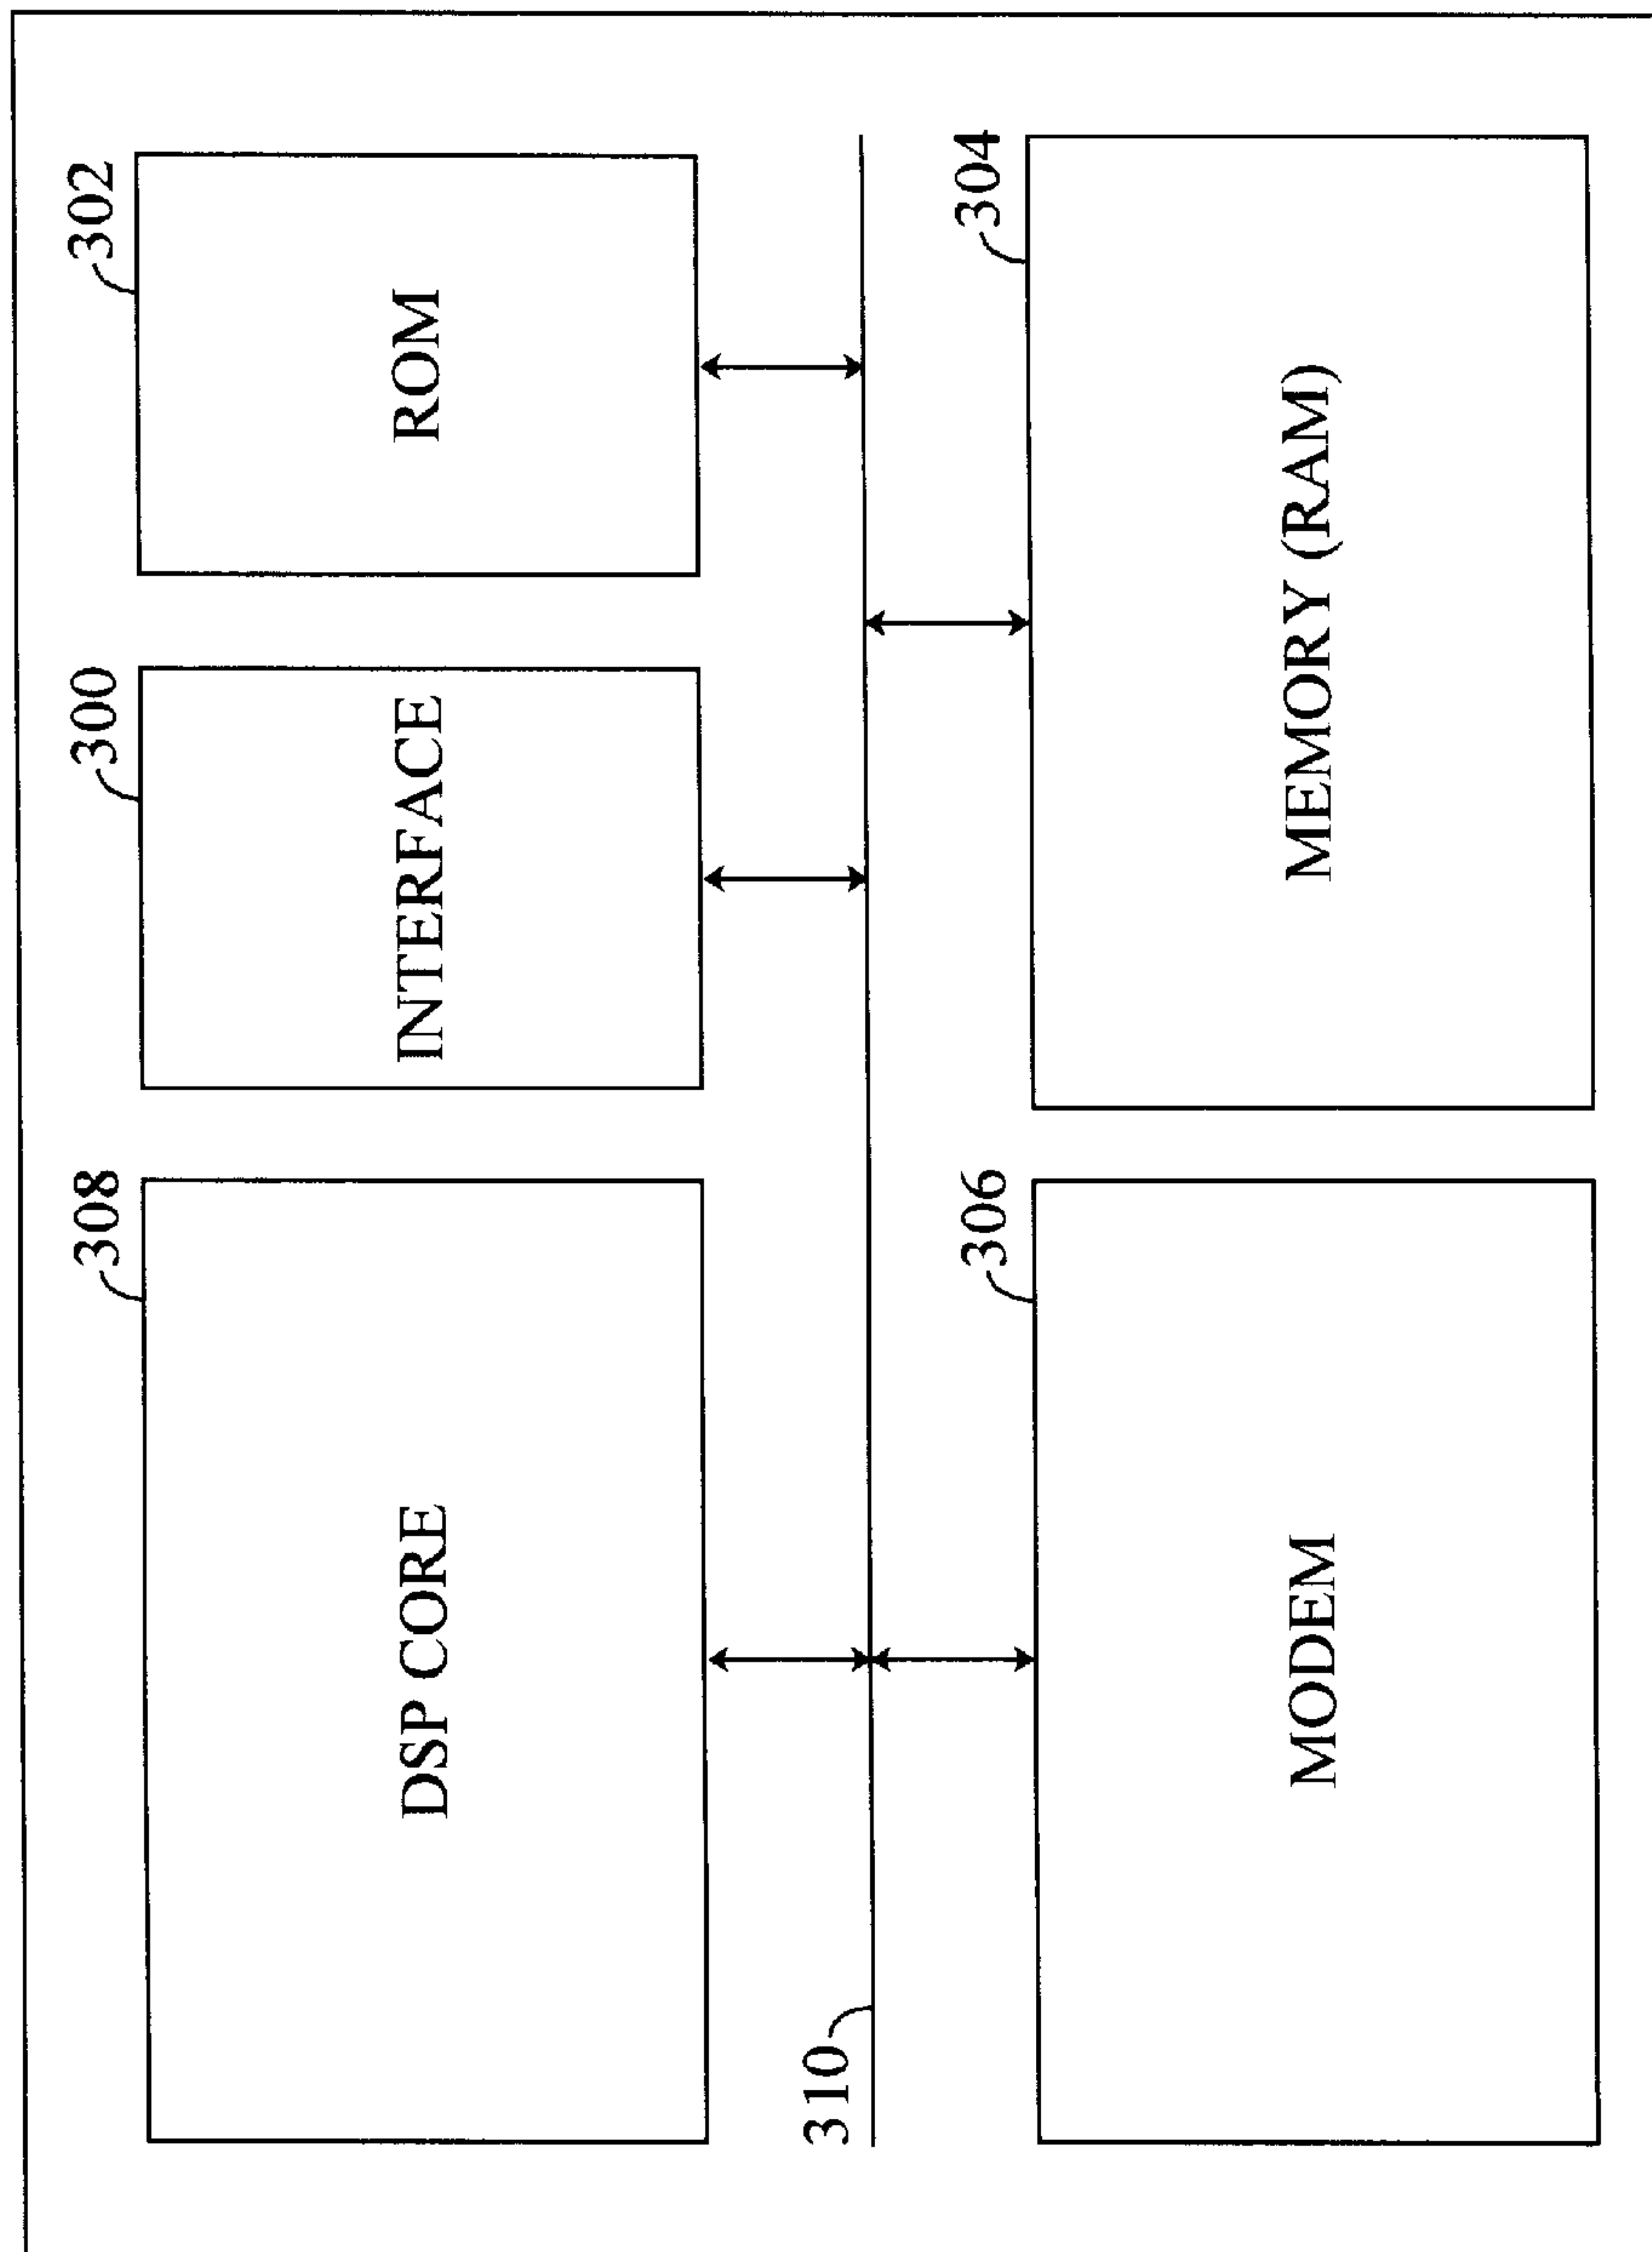 308
DSP CORE
300
INTERFACE
302
ROM
310
306
MODEM
304
MEMORY (RAM)